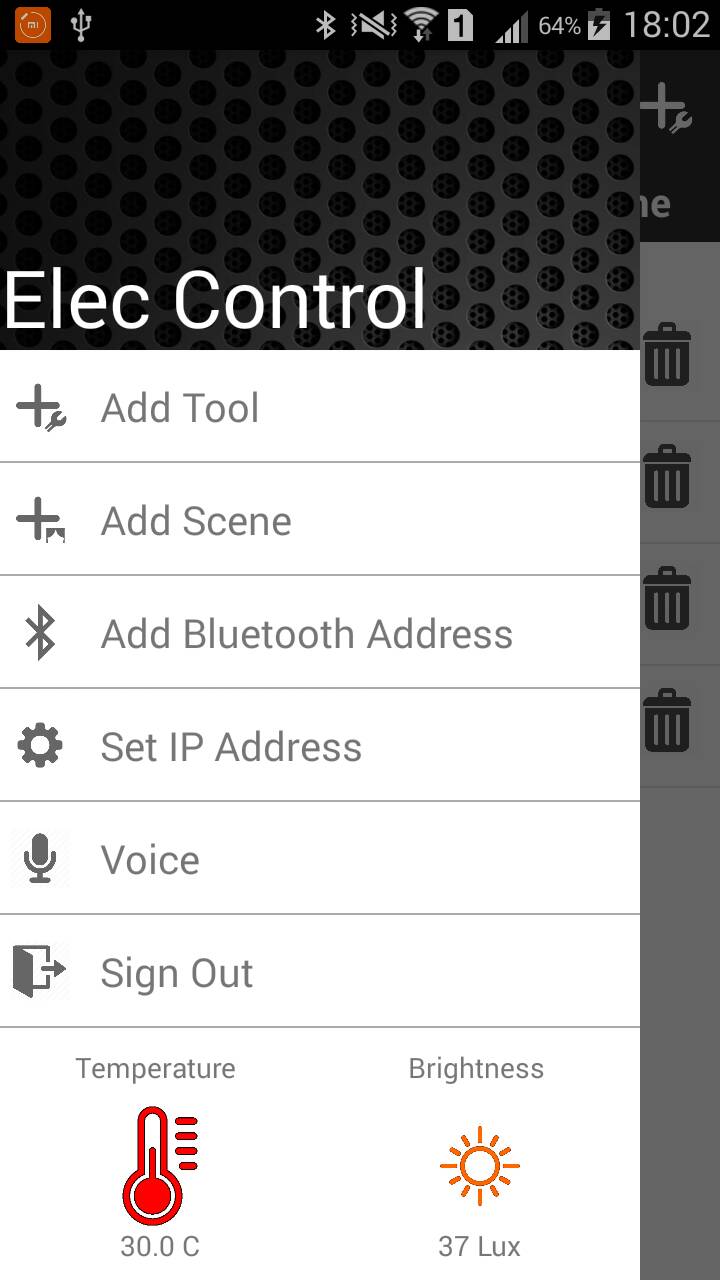 mi 1 64% 18:02
ne
Elec Control
Add Tool
Add Scene
Add Bluetooth Address
Set IP Address
Voice
Sign Out
Temperature Brightness
30.0 C 37 Lux